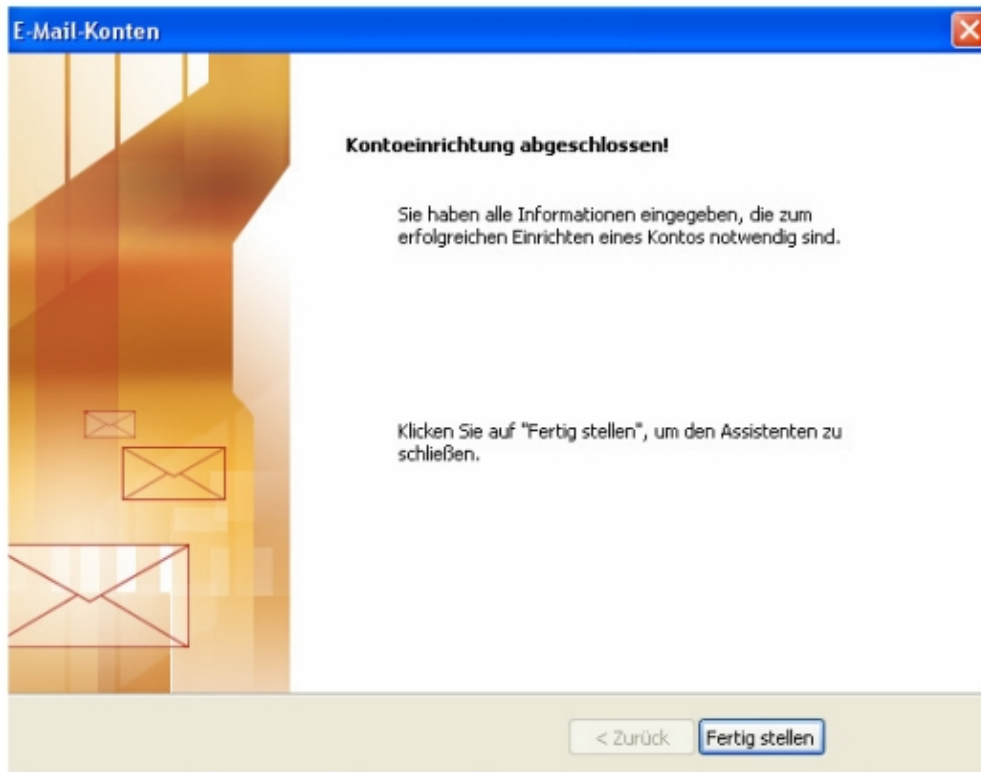 E-Mail-Konten
Kontoeinrichtung abgeschlossen!
Sie haben alle Informationen eingegeben, die zum
erfolgreichen Einrichten eines Kontos notwendig sind.
Klicken Sie auf "Fertig stellen", um den Assistenten zu
schließen.
< Zurück
Fertig stellen